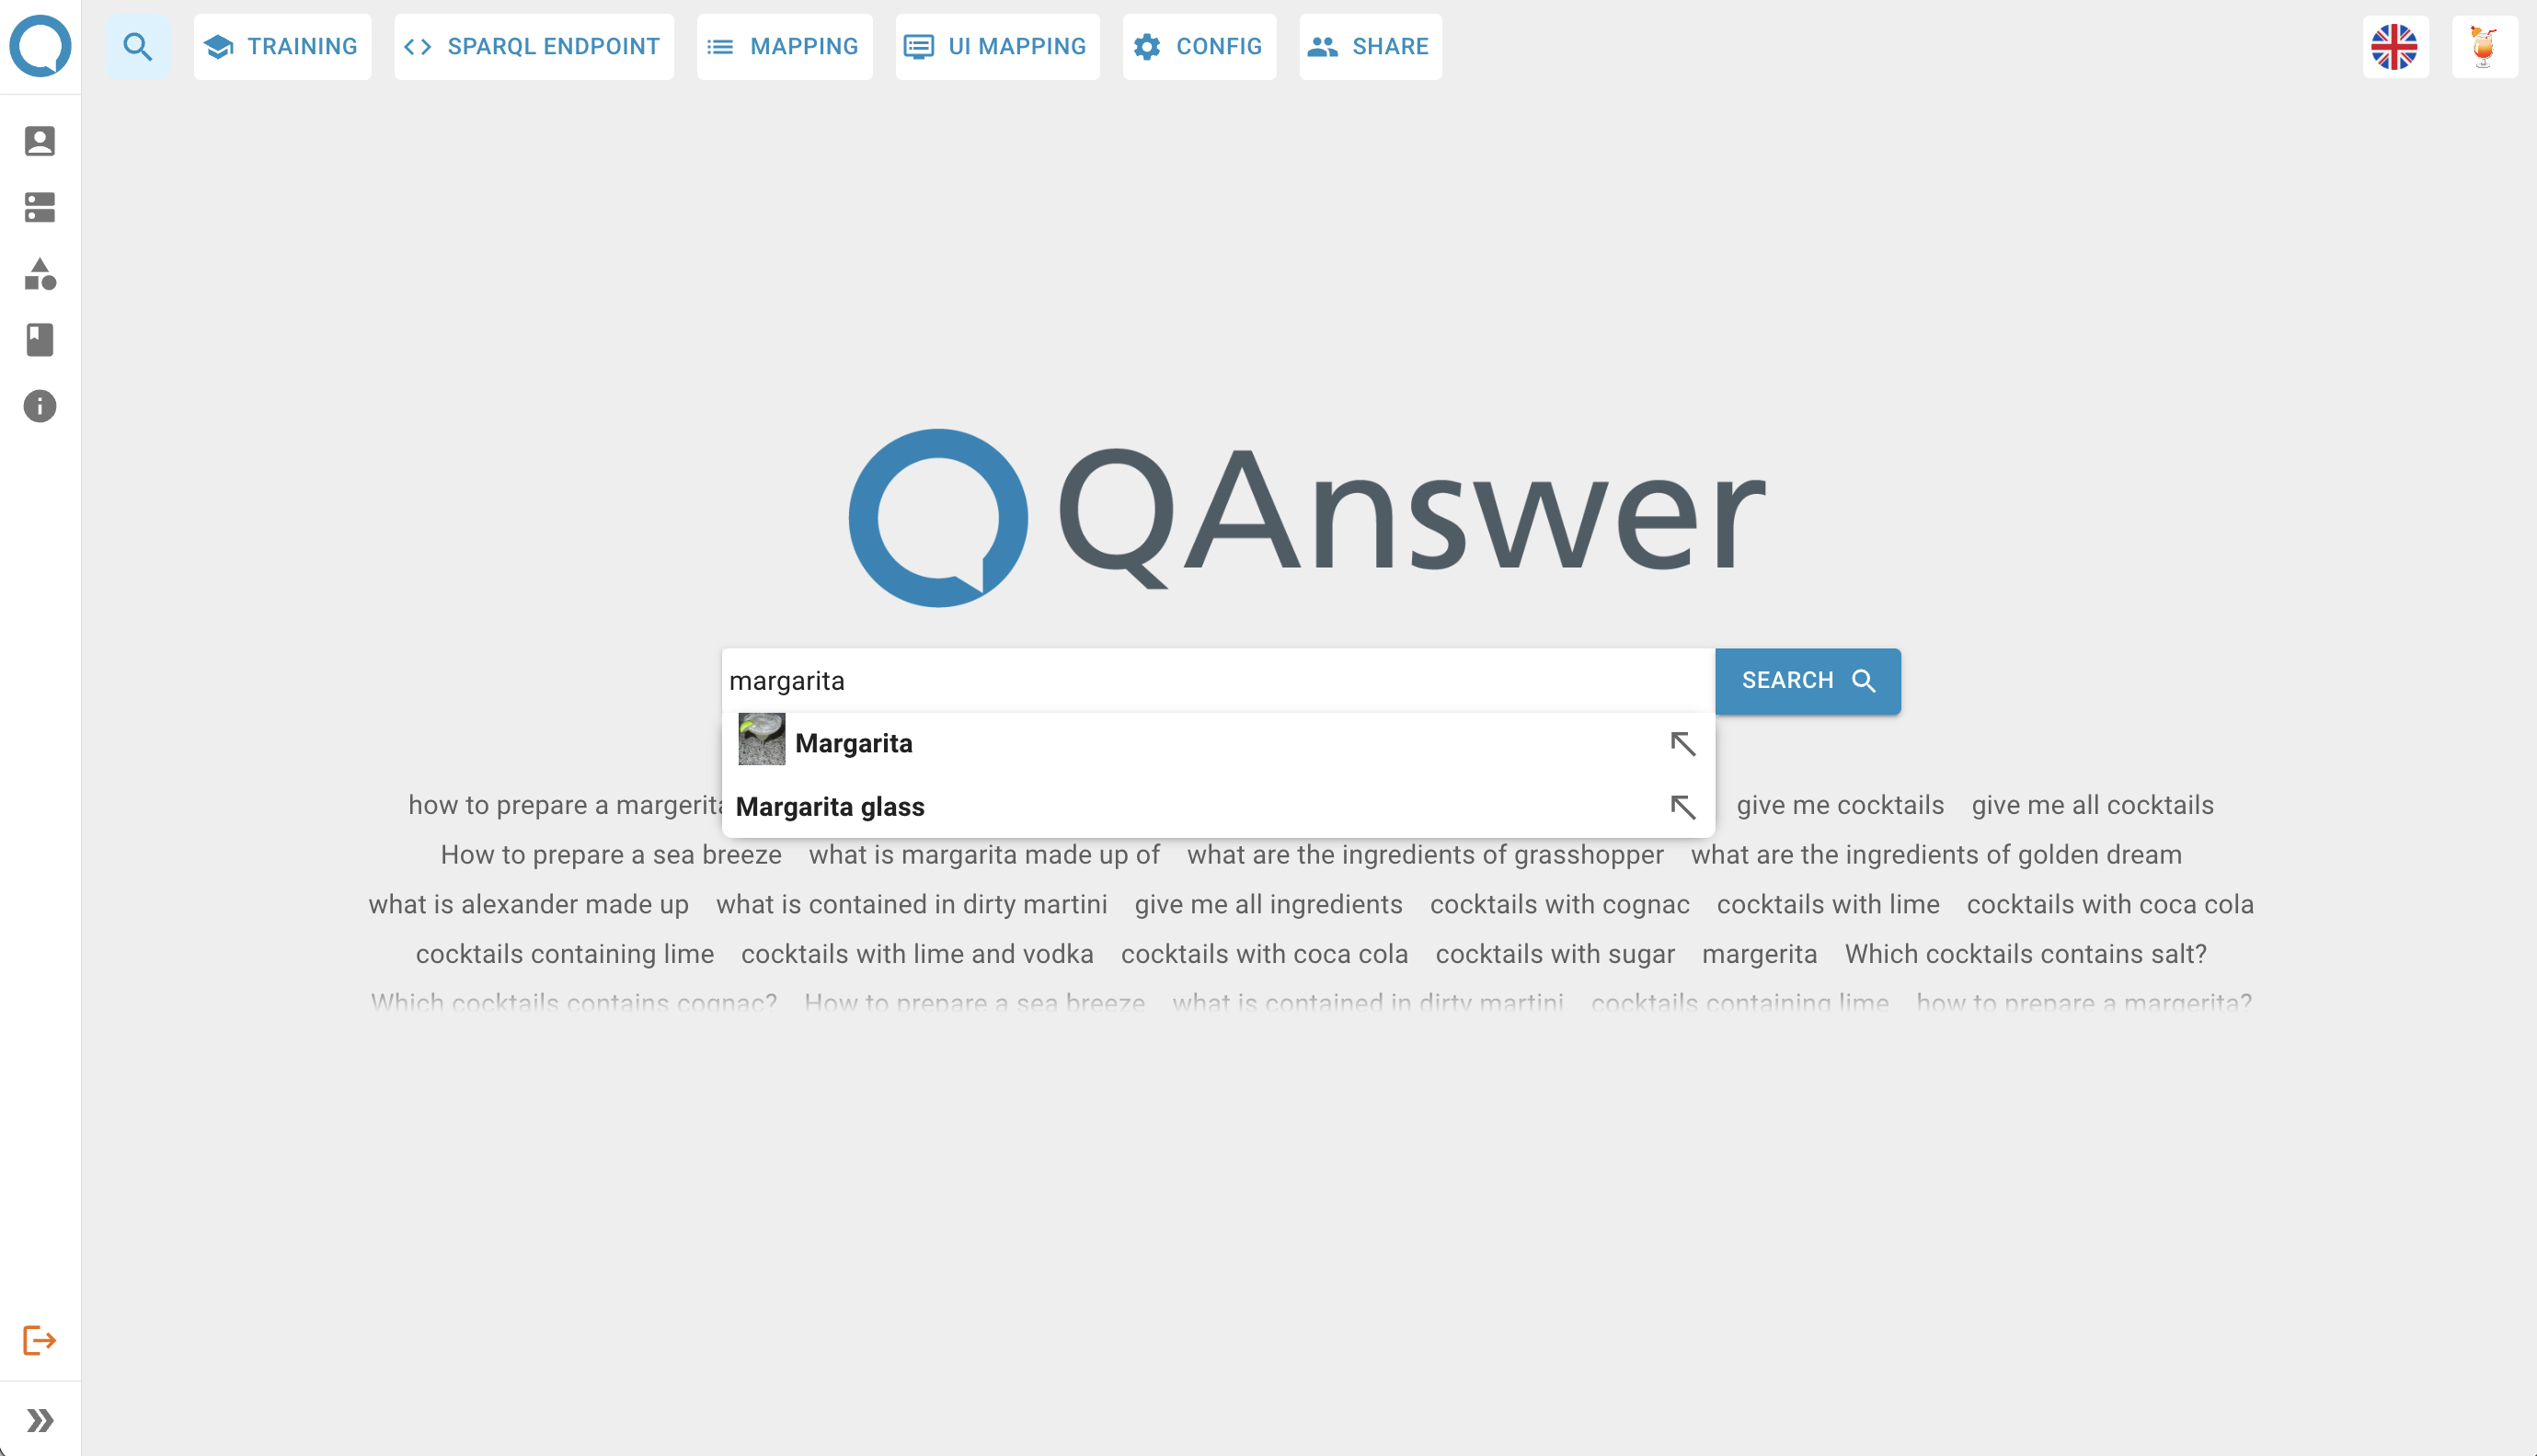 TRAINING SPARQL ENDPOINT MAPPING UI MAPPING CONFIG SHARE
QAnswer
margarita SEARCH
Margarita
Margarita glass
how to prepare a margerita give me cocktails give me all cocktails
How to prepare a sea breeze what is margarita made up of what are the ingredients of grasshopper what are the ingredients of golden dream
what is alexander made up what is contained in dirty martini give me all ingredients cocktails with cognac cocktails with lime cocktails with coca cola
cocktails containing lime cocktails with lime and vodka cocktails with coca cola cocktails with sugar margerita Which cocktails contains salt?
Which cocktails contains cognac? How to prepare a sea breeze what is contained in dirty martini cocktails containing lime how to prepare a margerita?